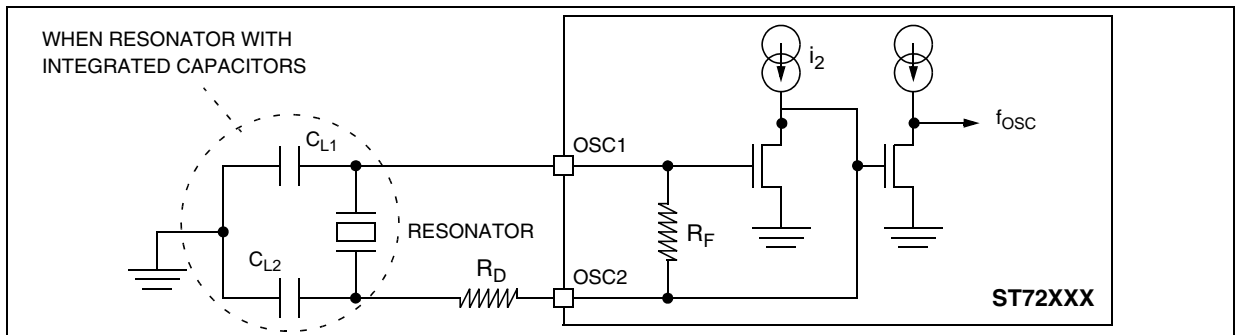 WHEN RESONATOR WITH
INTEGRATED CAPACITORS
i2
fOSC
CL1
OSC1
RESONATOR
RF
CL2
RD
OSC2
ST72XXX